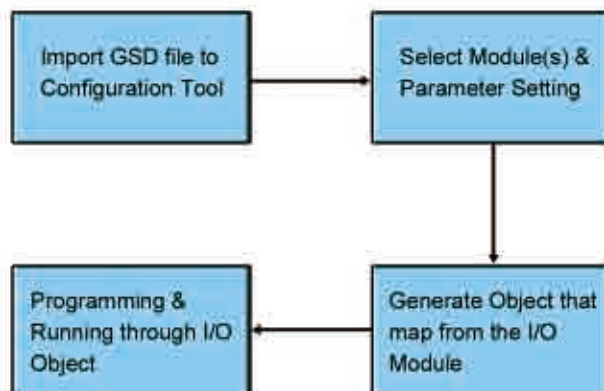 Import GSD file to
Configuration Tool
Select Module(s) &
Parameter Setting
Generate Object that
map from the I/O
Module
Programming &
Running through I/O
Object